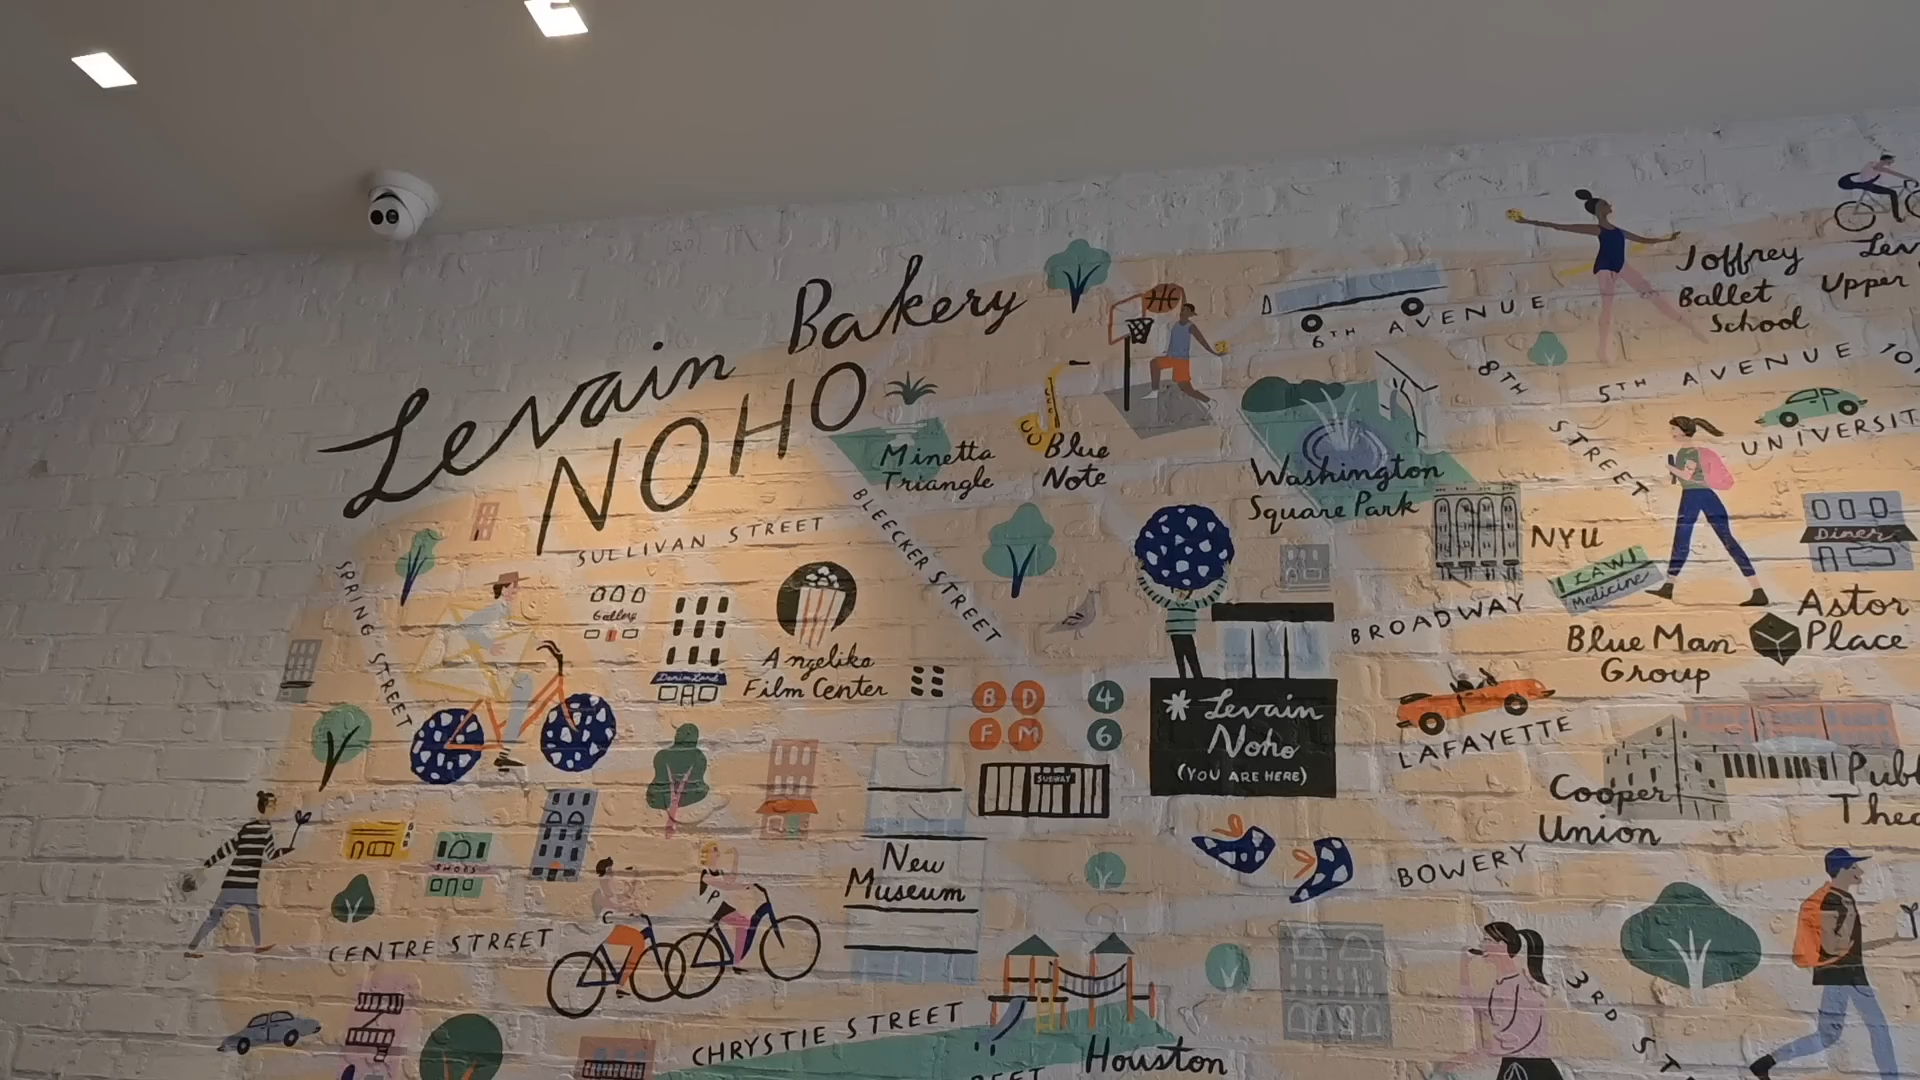 Levain Bakery
NOHO
Minetta
Triangle
Blue
Note
6TH AVENUE
Joffrey
Ballet
School
Upper
8TH
STREET
5TH AVENUE
Washington
Square Park
NYU
LAW
Medicine
Diner
SULLIVAN STREET
BLEECKER STREET
SPRING STREET
Gallery
Denim Land
Angelika
Film Center
B D
F M
4
6
SUBWAY
* Levain
Noho
(YOU ARE HERE)
BROADWAY
Blue Man
Group
Astor
Place
LAFAYETTE
Cooper
Union
BOWERY
SHOES
New
Museum
CENTRE STREET
CHRYSTIE STREET
Houston
3RD